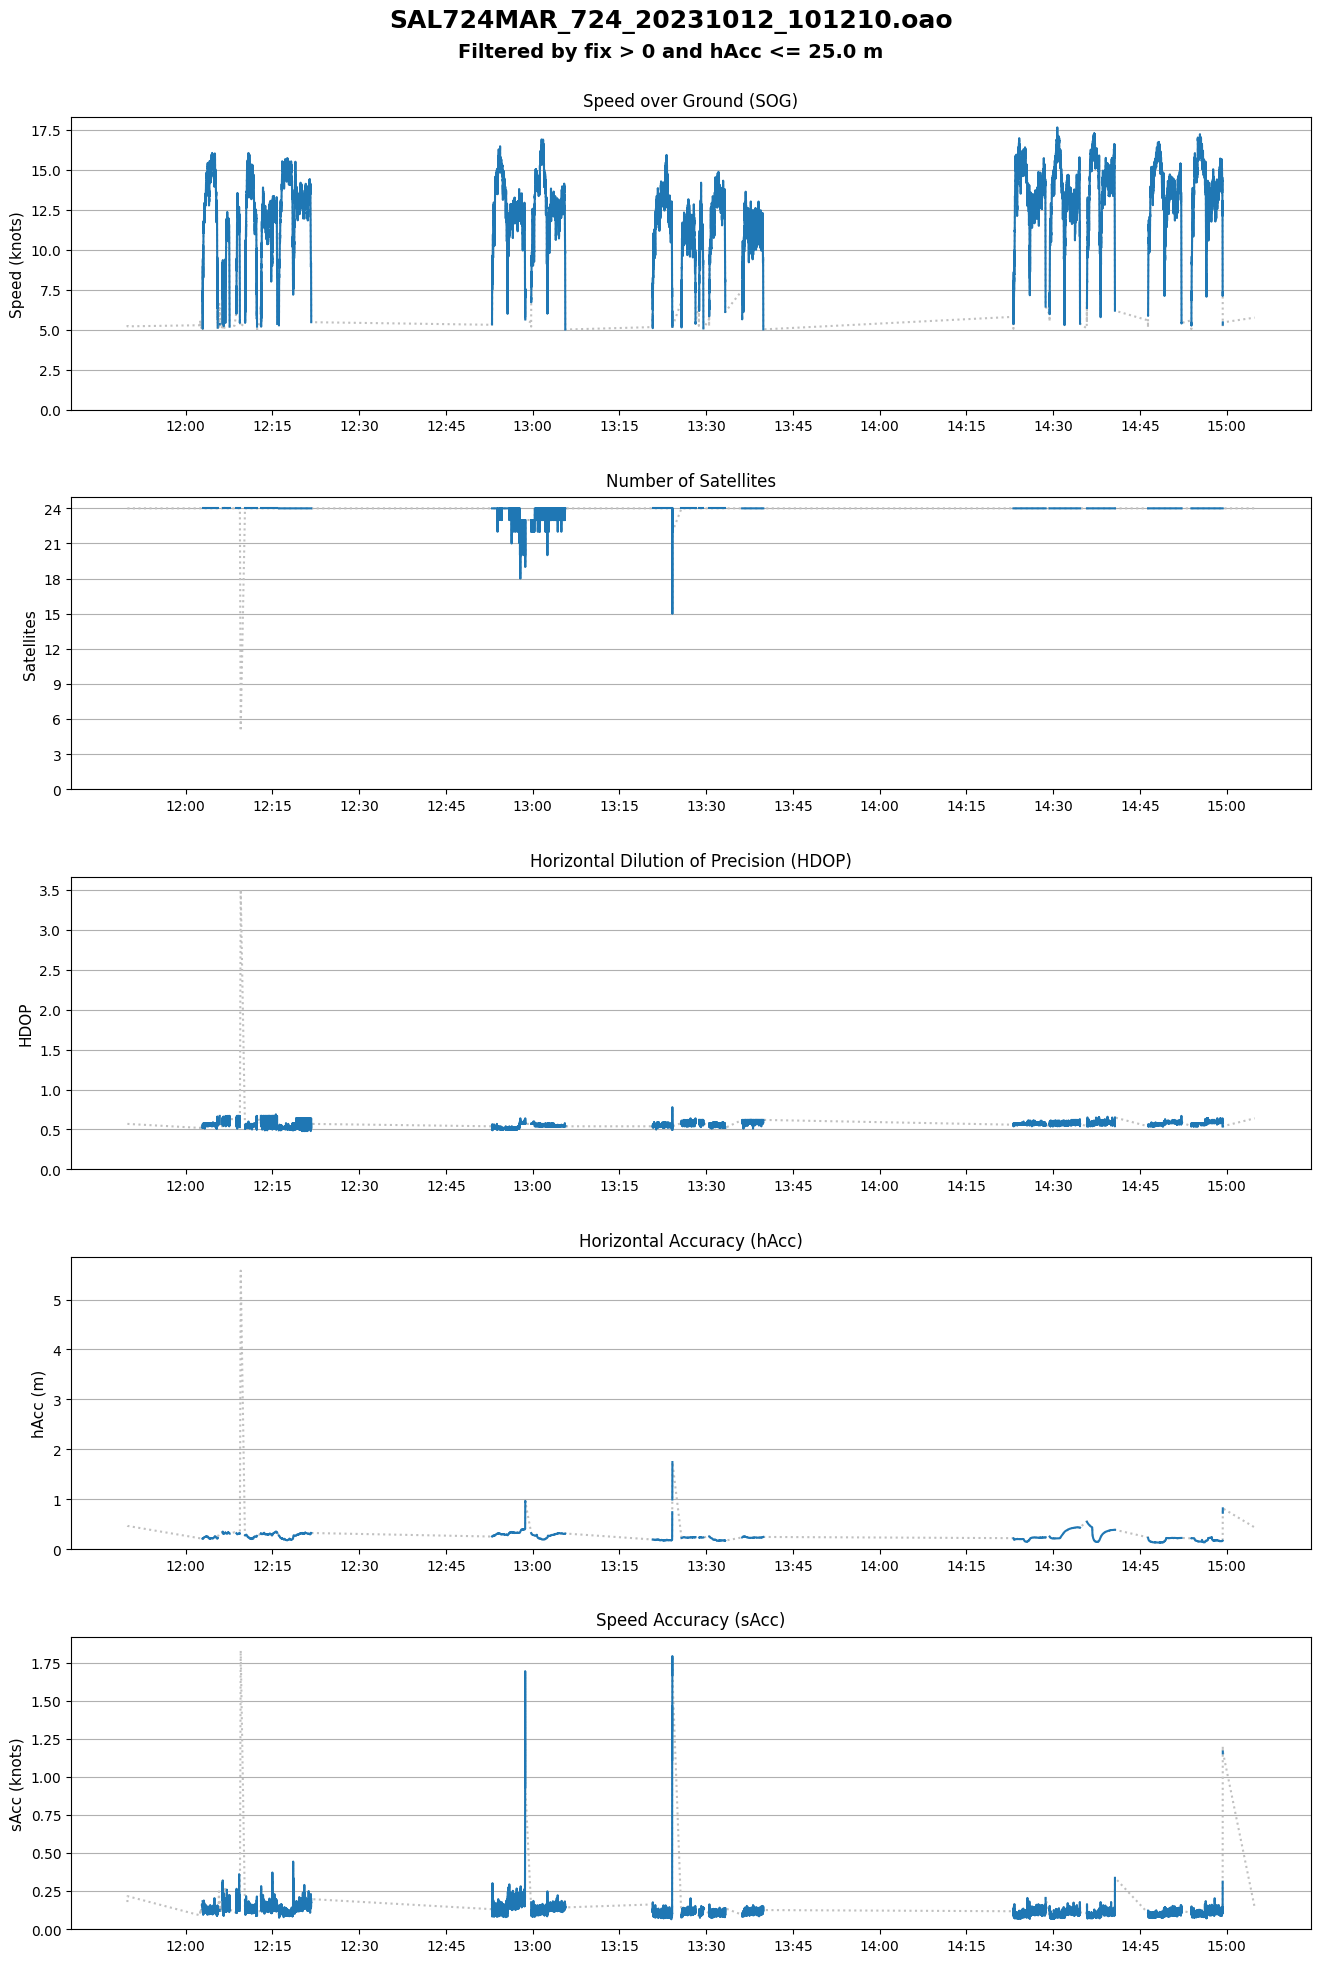 SAL724MAR_724_20231012_101210.oao
Filtered by fix > 0 and hAcc <= 25.0 m
Speed over Ground (SOG)
Speed (knots)
17.5
15.0
12.5
10.0
7.5
5.0
2.5
0.0
12:00 12:15 12:30 12:45 13:00 13:15 13:30 13:45 14:00 14:15 14:30 14:45 15:00
Number of Satellites
Satellites
24
21
18
15
12
9
6
3
0
12:00 12:15 12:30 12:45 13:00 13:15 13:30 13:45 14:00 14:15 14:30 14:45 15:00
Horizontal Dilution of Precision (HDOP)
HDOP
3.5
3.0
2.5
2.0
1.5
1.0
0.5
0.0
12:00 12:15 12:30 12:45 13:00 13:15 13:30 13:45 14:00 14:15 14:30 14:45 15:00
Horizontal Accuracy (hAcc)
hAcc (m)
5
4
3
2
1
0
12:00 12:15 12:30 12:45 13:00 13:15 13:30 13:45 14:00 14:15 14:30 14:45 15:00
Speed Accuracy (sAcc)
sAcc (knots)
1.75
1.50
1.25
1.00
0.75
0.50
0.25
0.00
12:00 12:15 12:30 12:45 13:00 13:15 13:30 13:45 14:00 14:15 14:30 14:45 15:00